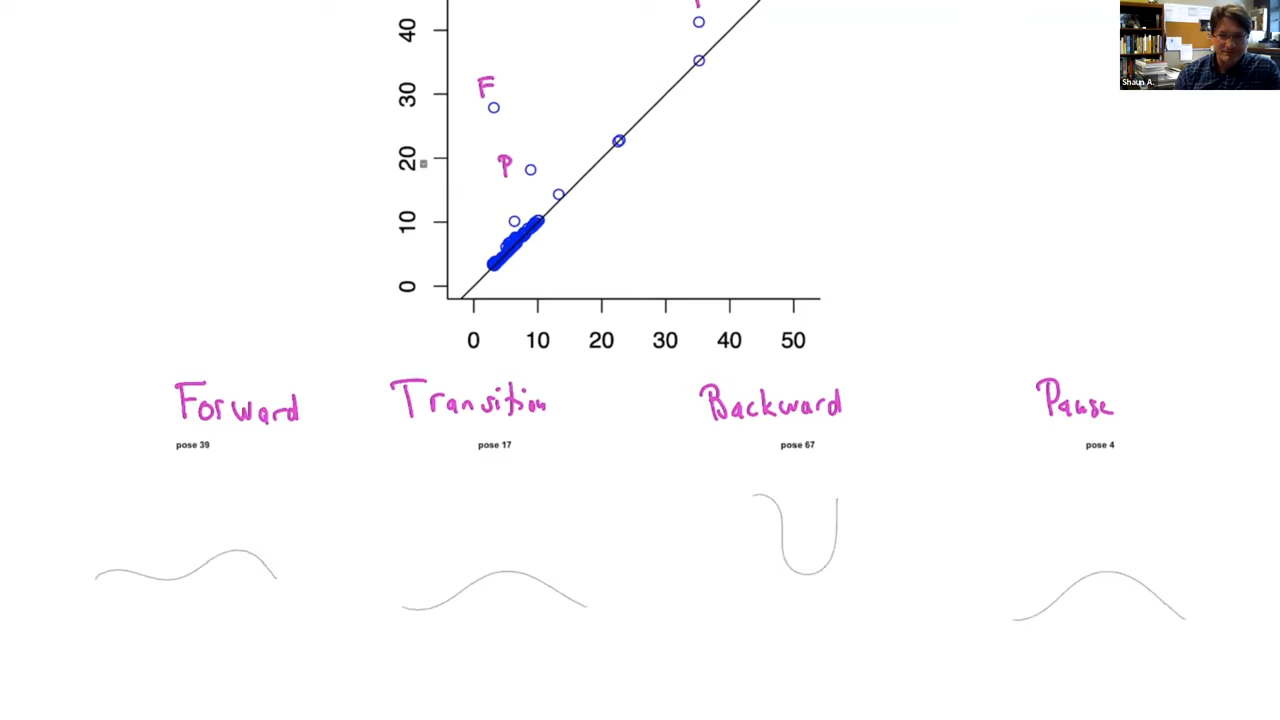 40
30
20
10
0
F
P
0 10 20 30 40 50
Shaun A.
Forward Transition Backward Pause
pose 39 pose 17 pose 67 pose 4